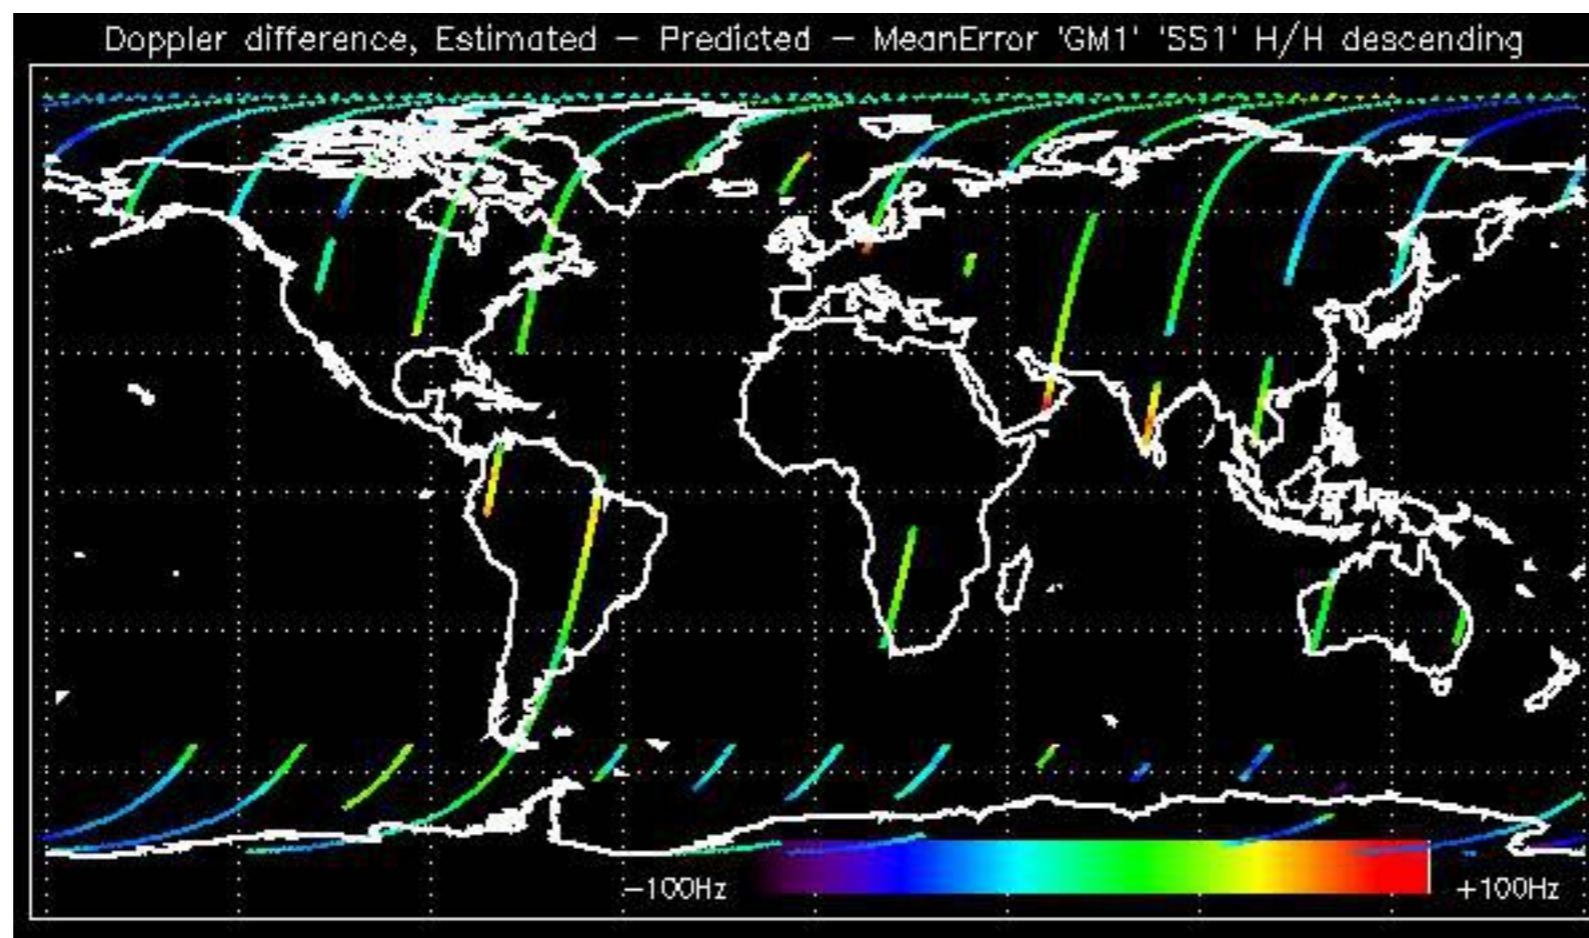 Doppler difference, Estimated — Predicted — MeanError 'GM1' 'SS1' H/H descending
−100Hz
+100Hz